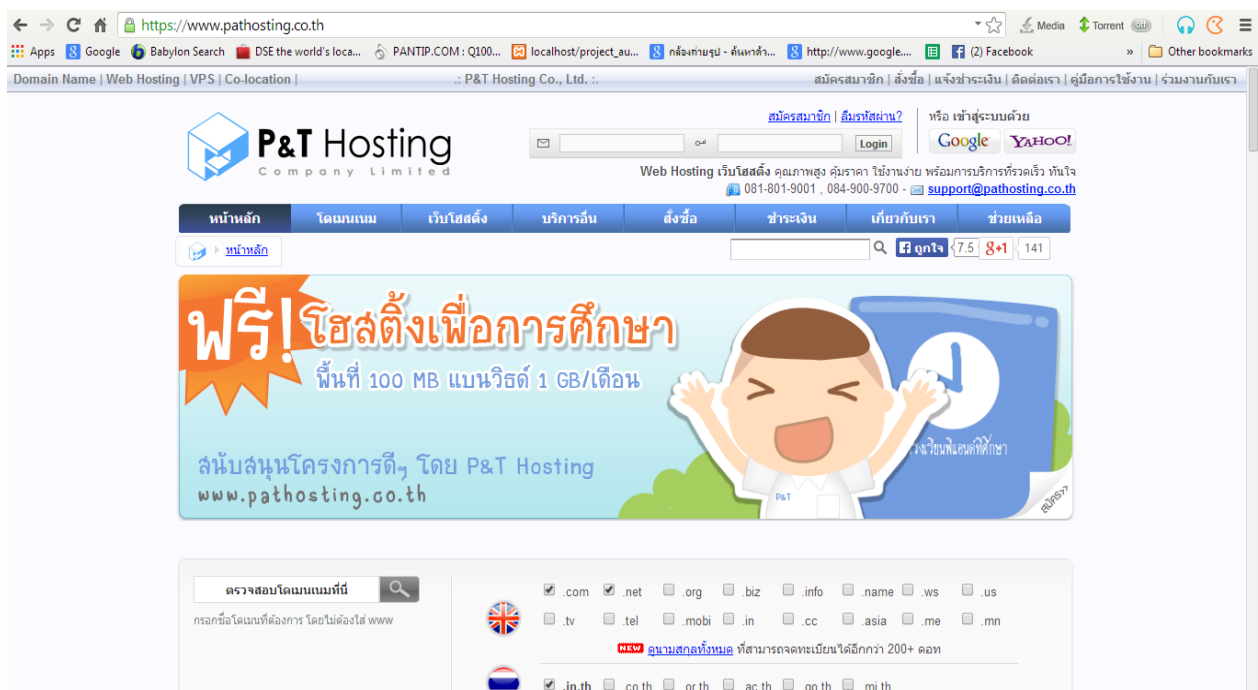 https://www.pathosting.co.th
Media
Torrent
Apps
Google
Babylon Search
DSE the world's loca...
PANTIP.COM : Q100...
localhost/project_au...
กล้องถ่ายรูป - ค้นหาคำ...
http://www.google....
(2) Facebook
»
Other bookmarks
Domain Name | Web Hosting | VPS | Co-location |
.: P&T Hosting Co., Ltd. :.
สมัครสมาชิก | สั่งซื้อ | แจ้งชำระเงิน | ติดต่อเรา | คู่มือการใช้งาน | ร่วมงานกับเรา
P&T Hosting
Company Limited
สมัครสมาชิก | ลืมรหัสผ่าน?
Login
หรือ เข้าสู่ระบบด้วย
Google YAHOO!
Web Hosting เว็บโฮสติ้ง คุณภาพสูง คุ้มราคา ใช้งานง่าย พร้อมการบริการที่รวดเร็ว ทันใจ
081-801-9001 , 084-900-9700 - support@pathosting.co.th
หน้าหลัก โดเมนเนม เว็บโฮสติ้ง บริการอื่น สั่งซื้อ ชำระเงิน เกี่ยวกับเรา ช่วยเหลือ
หน้าหลัก
ถูกใจ 7.5 g+1 141
ฟรี! โฮสติ้งเพื่อการศึกษา
พื้นที่ 100 MB แบนวิธด์ 1 GB/เดือน
สนับสนุนโครงการดีๆ โดย P&T Hosting
www.pathosting.co.th
P&T
สมัคร>>
ตรวจสอบโดเมนเนมที่นี่
กรอกชื่อโดเมนที่ต้องการ โดยไม่ต้องใส่ www
.com .net .org .biz .info .name .ws .us
.tv .tel .mobi .in .cc .asia .me .mn
NEW ดูนามสกุลทั้งหมด ที่สามารถจดทะเบียนได้อีกกว่า 200+ ดอท
.in.th .co.th .or.th .ac.th .go.th .mi.th